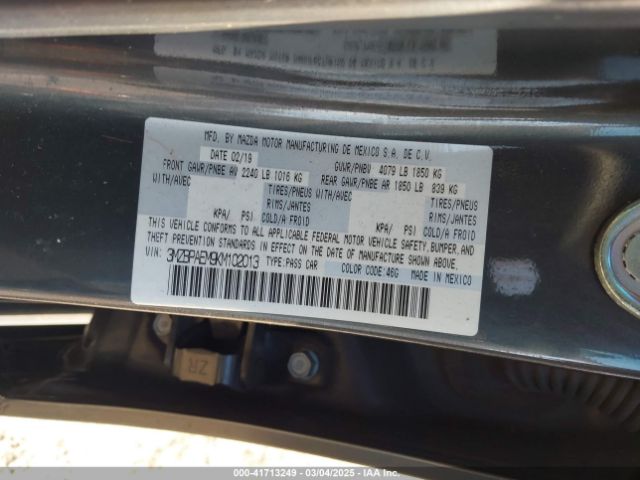 MFD. BY MAZDA MOTOR MANUFACTURING DE MEXICO S.A. DE C.V.
DATE 02/19 GVWR/PNBV 4079 LB 1850 KG
FRONT GAWR/PNBE AV 2240 LB 1016 KG REAR GAWR/PNBE AR 1850 LB 839 KG
WITH/AVEC TIRES/PNEUS WITH/AVEC TIRES/PNEUS
RIMS/JANTES RIMS/JANTES
KPA/ PSI COLD/A FROID KPA/ PSI COLD/A FROID
THIS VEHICLE CONFORMS TO ALL APPLICABLE FEDERAL MOTOR VEHICLE SAFETY, BUMPER, AND
THEFT PREVENTION STANDARDS IN EFFECT ON THE DATE OF MANUFACTURE SHOWN ABOVE.
VIN: 3MZBPAEM9KM102013 TYPE:PASS CAR COLOR CODE:46G MADE IN MEXICO
ZR
000-41713249 - 03/04/2025 - IAA Inc.